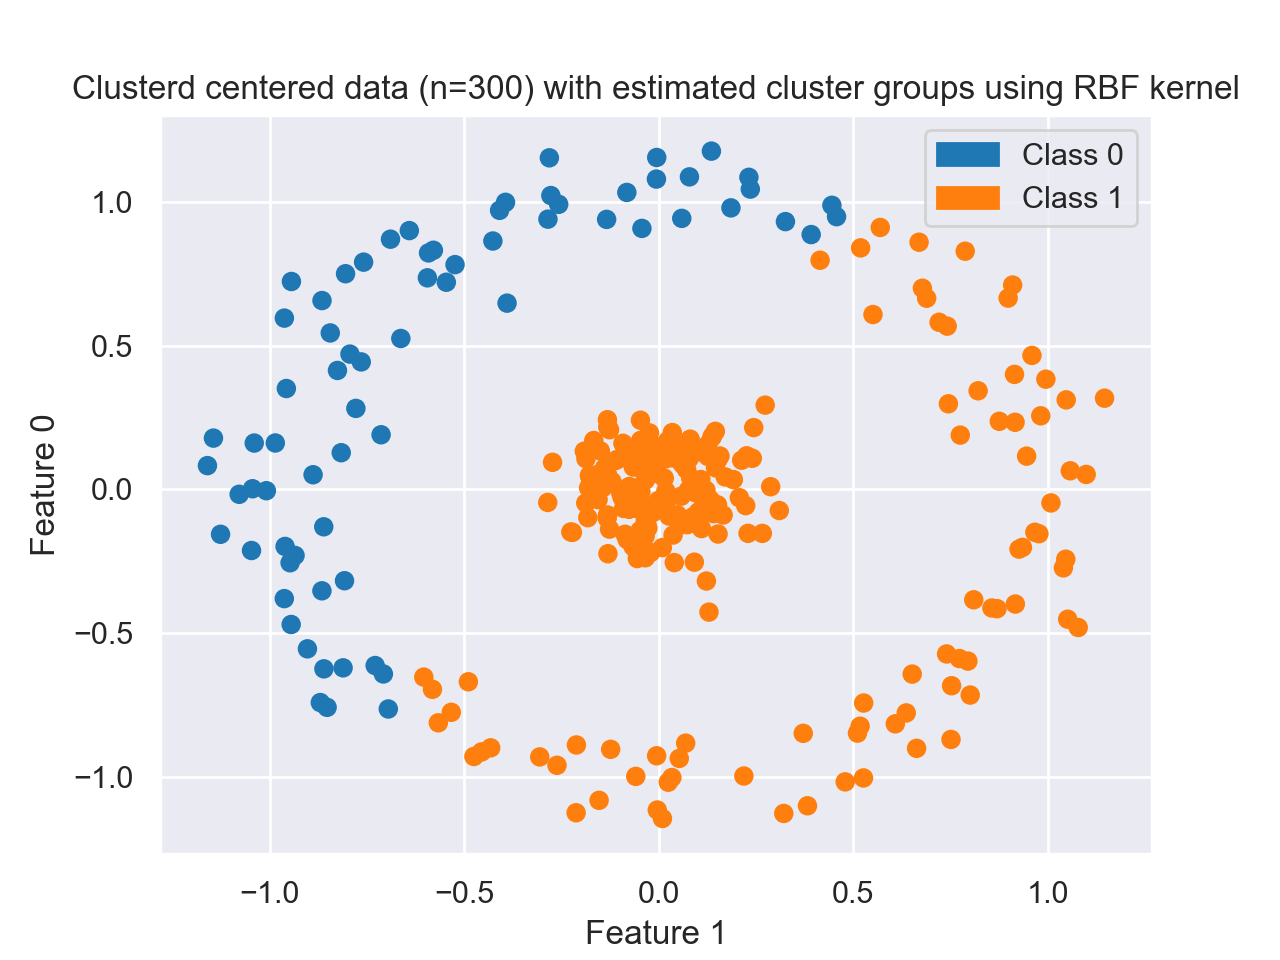 Clusterd centered data (n=300) with estimated cluster groups using RBF kernel
Class 0
Class 1
1.0
0.5
0.0
−0.5
−1.0
Feature 0
−1.0
−0.5
0.0
0.5
1.0
Feature 1